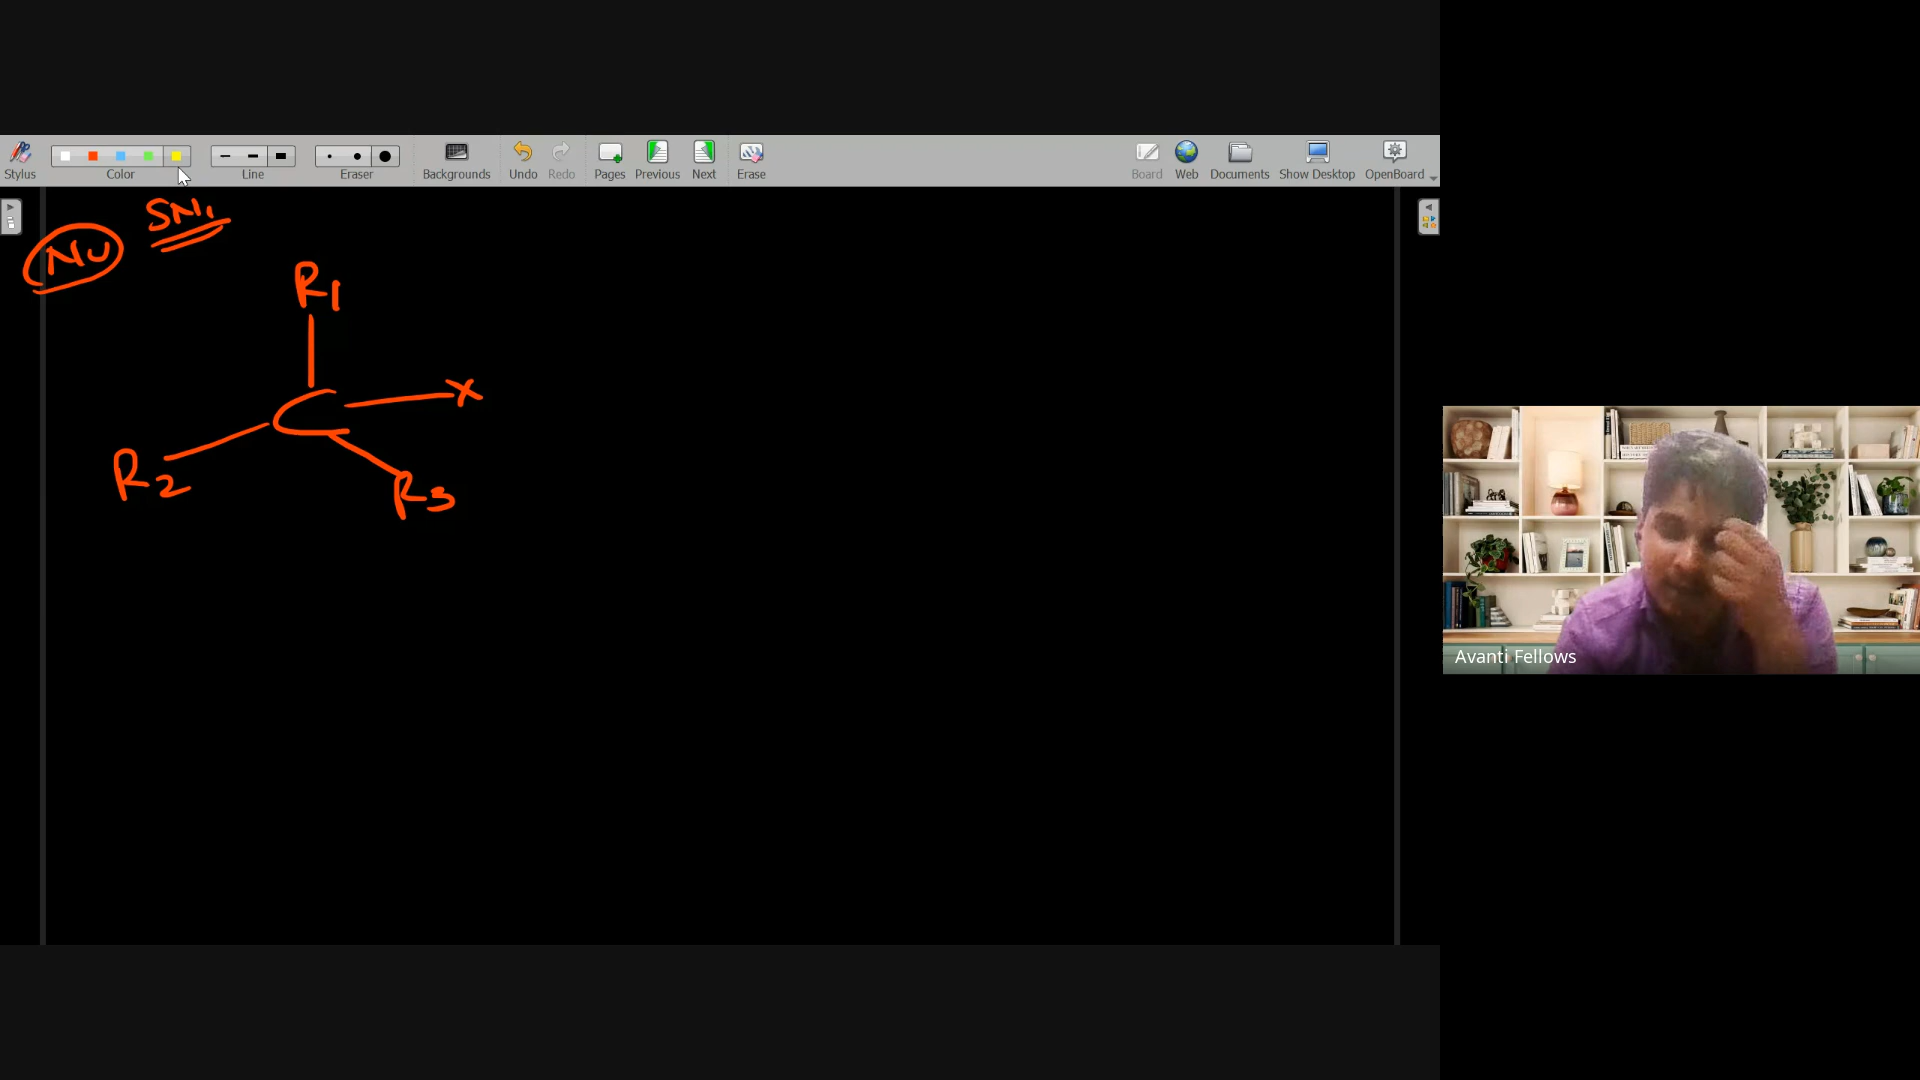 Stylus
Color
Line
Eraser
Backgrounds
Undo
Redo
Pages
Previous
Next
Erase
Board
Web
Documents
Show Desktop
OpenBoard
SN1
NU
R1
C
X
R2
R3
Avanti Fellows